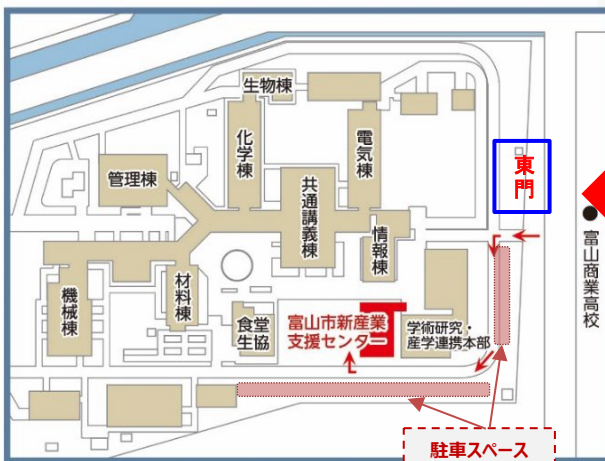 生物棟
化学棟
電気棟
東門
管理棟
共通講義棟
情報棟
● 富山商業高校
機械棟
材料棟
食堂
生協
富山市新産業
支援センター
学術研究・
産学連携本部
駐車スペース